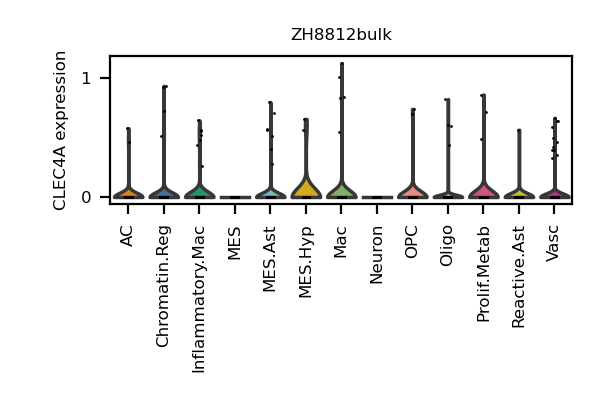 ZH8812bulk
CLEC4A expression
1
0
AC
Chromatin.Reg
Inflammatory.Mac
MES
MES.Ast
MES.Hyp
Mac
Neuron
OPC
Oligo
Prolif.Metab
Reactive.Ast
Vasc